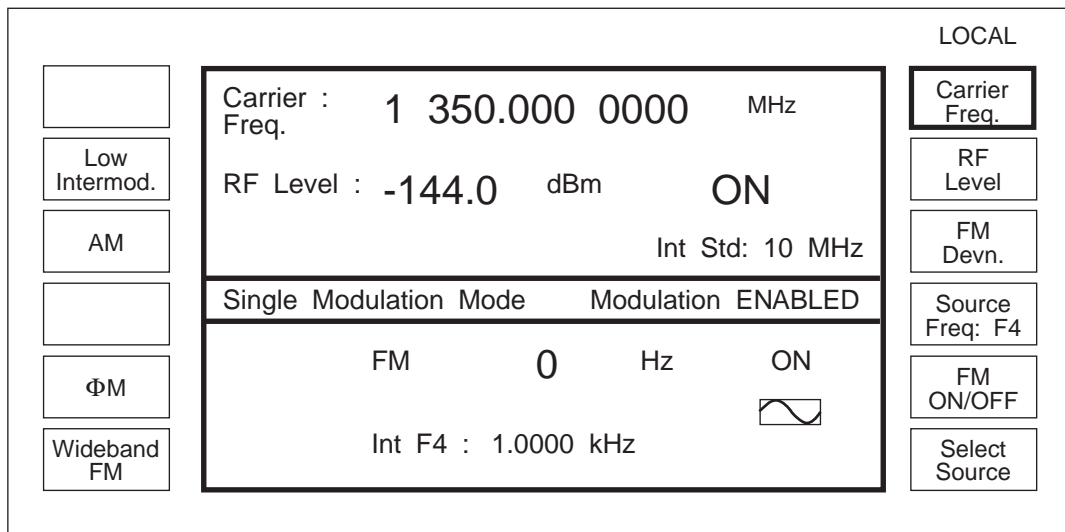 LOCAL
Low
Intermod.
AM
ΦM
Wideband
FM
Carrier :
Freq.
1 350.000 0000 MHz
RF Level : -144.0 dBm ON
Int Std: 10 MHz
Single Modulation Mode Modulation ENABLED
FM 0 Hz ON
Int F4 : 1.0000 kHz
Carrier
Freq.
RF
Level
FM
Devn.
Source
Freq: F4
FM
ON/OFF
Select
Source